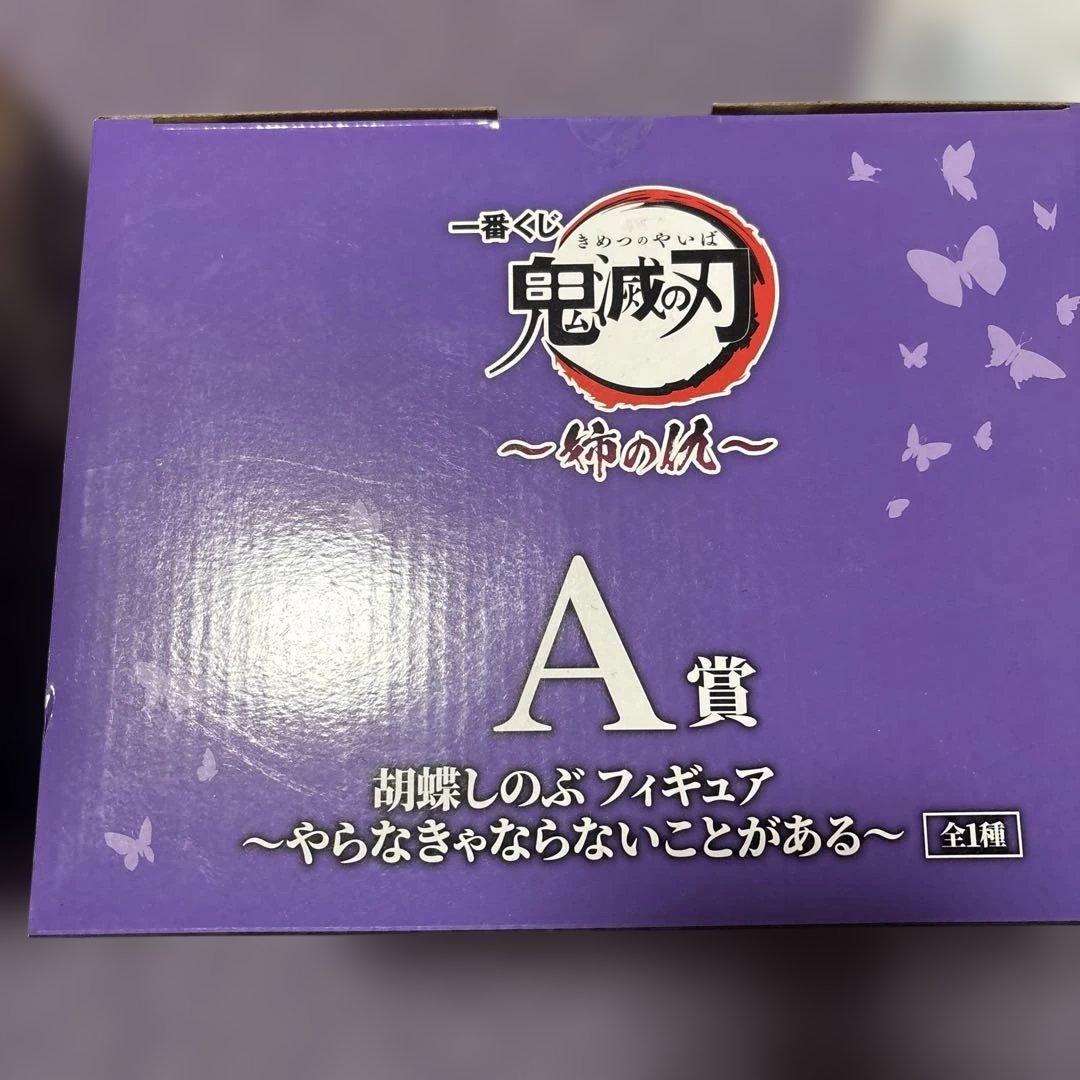 一番くじ
きめつのやいば
鬼滅の刃
～姉の仇～
A賞
胡蝶しのぶ フィギュア
～やらなきゃならないことがある～ 全1種